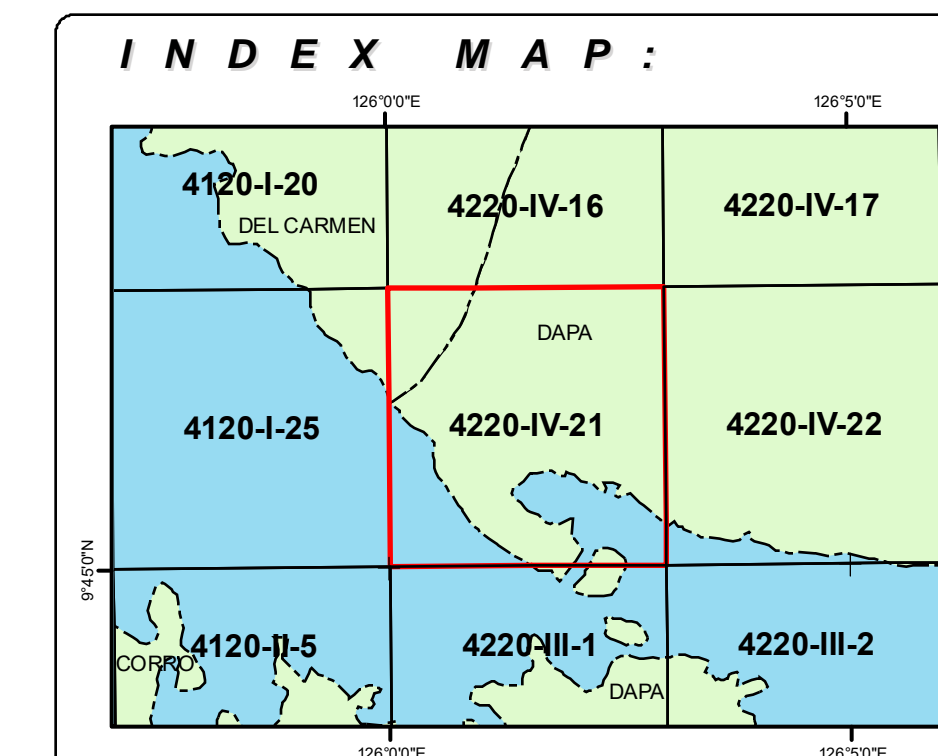 INDEX MAP:
126°0'0"E 126°5'0"E
4120-I-20 4220-IV-16 4220-IV-17
DEL CARMEN
DAPA
4120-I-25 4220-IV-21 4220-IV-22
9°45'0"N
4120-II-5 4220-III-1 4220-III-2
CORRO DAPA
126°0'0"E 126°5'0"E